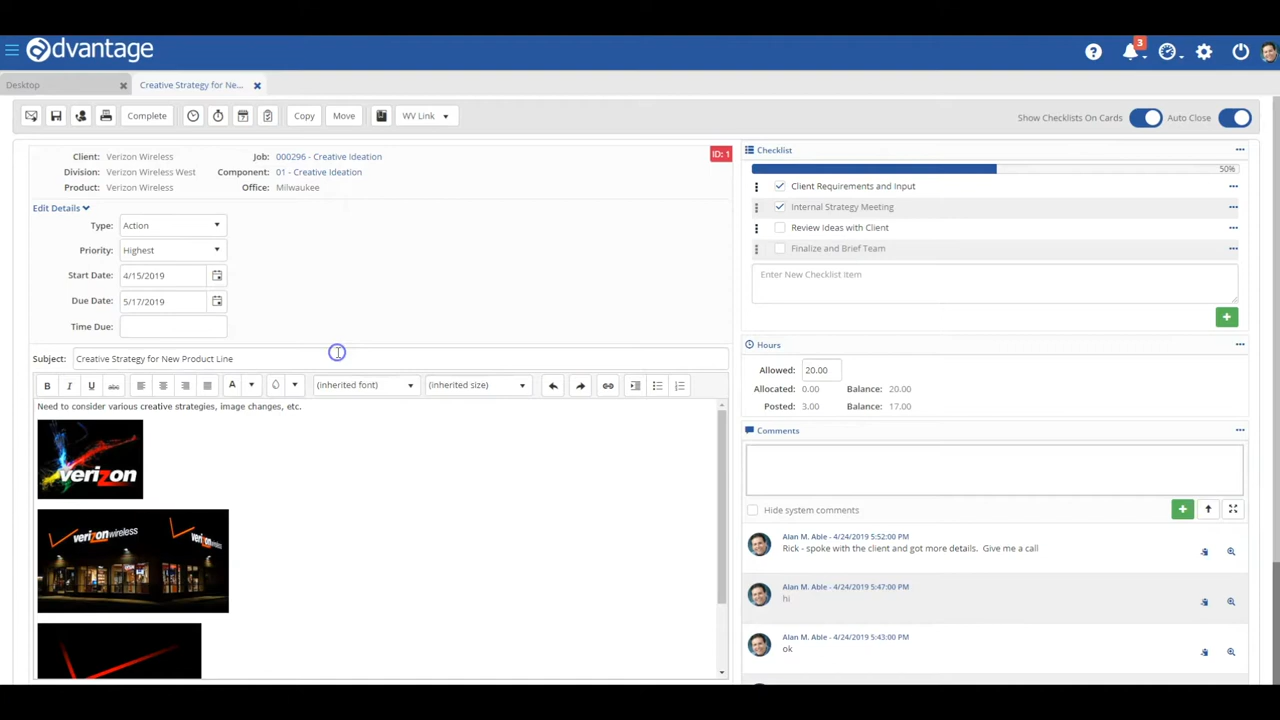 advantage
3
Desktop
Creative Strategy for Ne...
Complete
Copy
Move
WV Link
Show Checklists On Cards
Auto Close
Client: Verizon Wireless
Job: 000296 - Creative Ideation
ID: 1
Division: Verizon Wireless West
Component: 01 - Creative Ideation
Product: Verizon Wireless
Office: Milwaukee
Edit Details
Type: Action
Priority: Highest
Start Date: 4/15/2019
Due Date: 5/17/2019
Time Due:
Subject: Creative Strategy for New Product Line
B I U abc A (inherited font) (inherited size)
Need to consider various creative strategies, image changes, etc.
verizon
verizonwireless
verizon
Checklist
50%
Client Requirements and Input
Internal Strategy Meeting
Review Ideas with Client
Finalize and Brief Team
Enter New Checklist Item
Hours
Allowed: 20.00
Allocated: 0.00 Balance: 20.00
Posted: 3.00 Balance: 17.00
Comments
Hide system comments
Alan M. Able - 4/24/2019 5:52:00 PM
Rick - spoke with the client and got more details. Give me a call
Alan M. Able - 4/24/2019 5:47:00 PM
hi
Alan M. Able - 4/24/2019 5:43:00 PM
ok